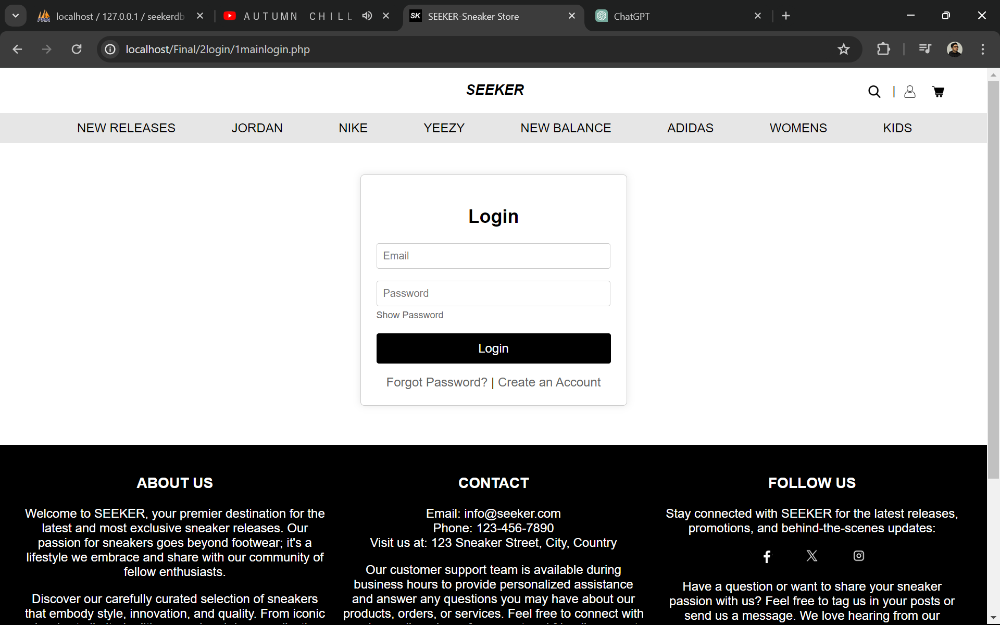 localhost / 127.0.0.1 / seekerdb
AUTUMN CHILL
SK
SEEKER-Sneaker Store
ChatGPT
localhost/Final/2login/1mainlogin.php
SEEKER
NEW RELEASES JORDAN NIKE YEEZY NEW BALANCE ADIDAS WOMENS KIDS
Login
Email
Password
Show Password
Login
Forgot Password? | Create an Account
ABOUT US
Welcome to SEEKER, your premier destination for the
latest and most exclusive sneaker releases. Our
passion for sneakers goes beyond footwear; it's a
lifestyle we embrace and share with our community of
fellow enthusiasts.
Discover our carefully curated selection of sneakers
that embody style, innovation, and quality. From iconic
CONTACT
Email: info@seeker.com
Phone: 123-456-7890
Visit us at: 123 Sneaker Street, City, Country
Our customer support team is available during
business hours to provide personalized assistance
and answer any questions you may have about our
products, orders, or services. Feel free to connect with
FOLLOW US
Stay connected with SEEKER for the latest releases,
promotions, and behind-the-scenes updates:
Have a question or want to share your sneaker
passion with us? Feel free to tag us in your posts or
send us a message. We love hearing from our